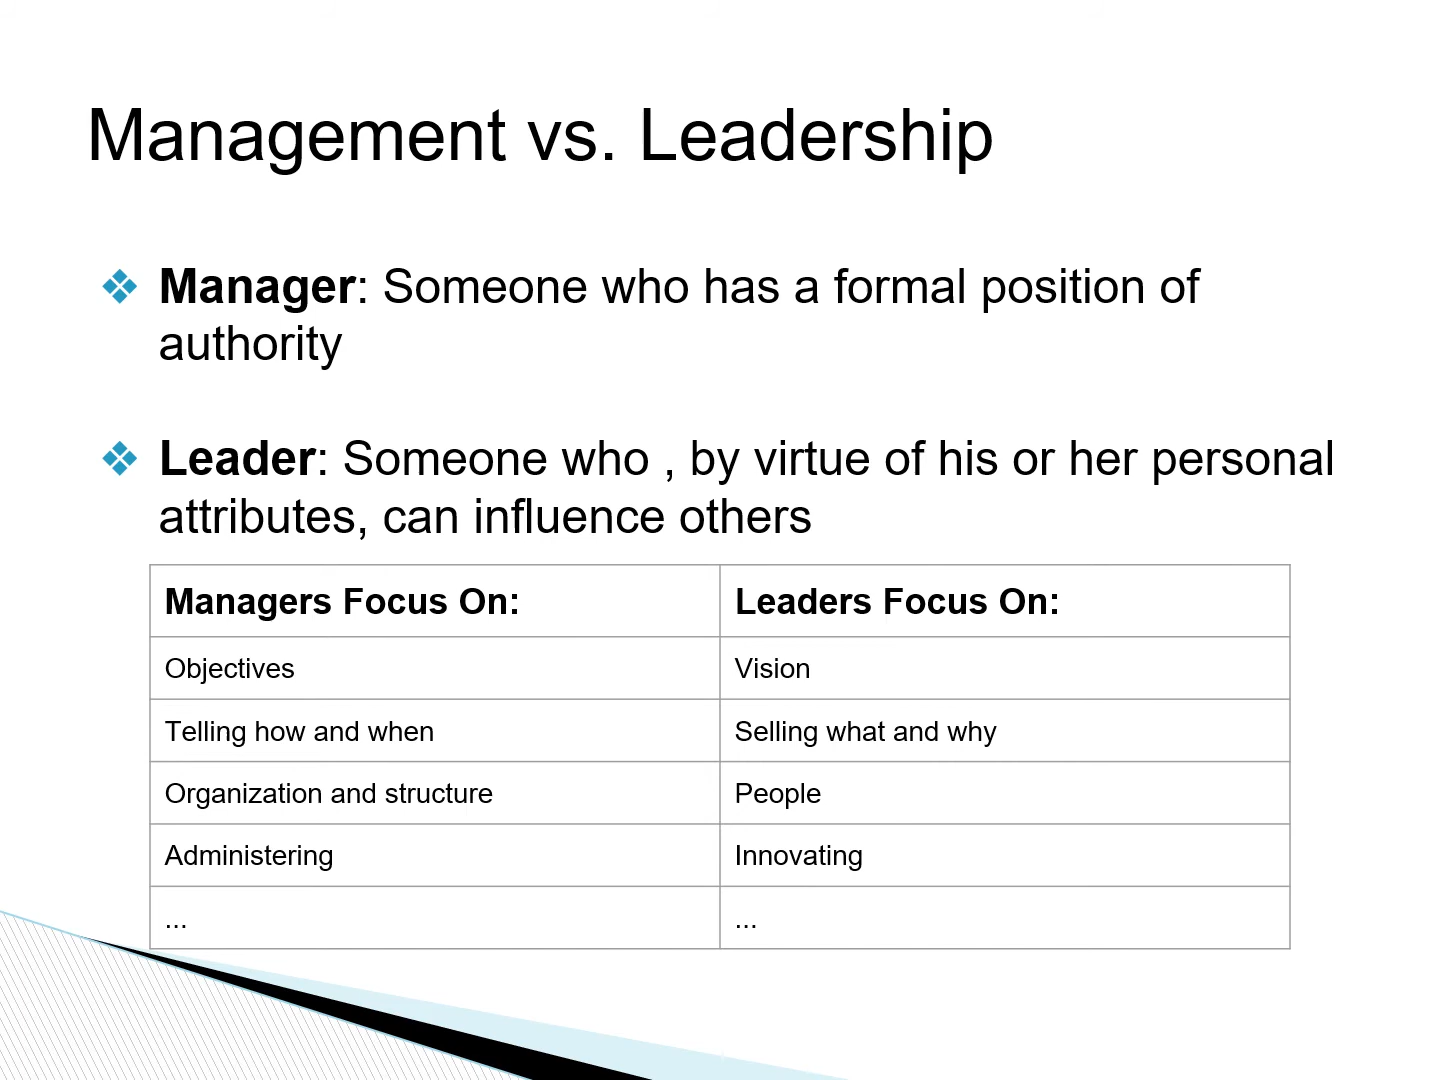 Management vs. Leadership
Manager: Someone who has a formal position of
authority
Leader: Someone who , by virtue of his or her personal
attributes, can influence others
Managers Focus On: Leaders Focus On:
Objectives Vision
Telling how and when Selling what and why
Organization and structure People
Administering Innovating
... ...